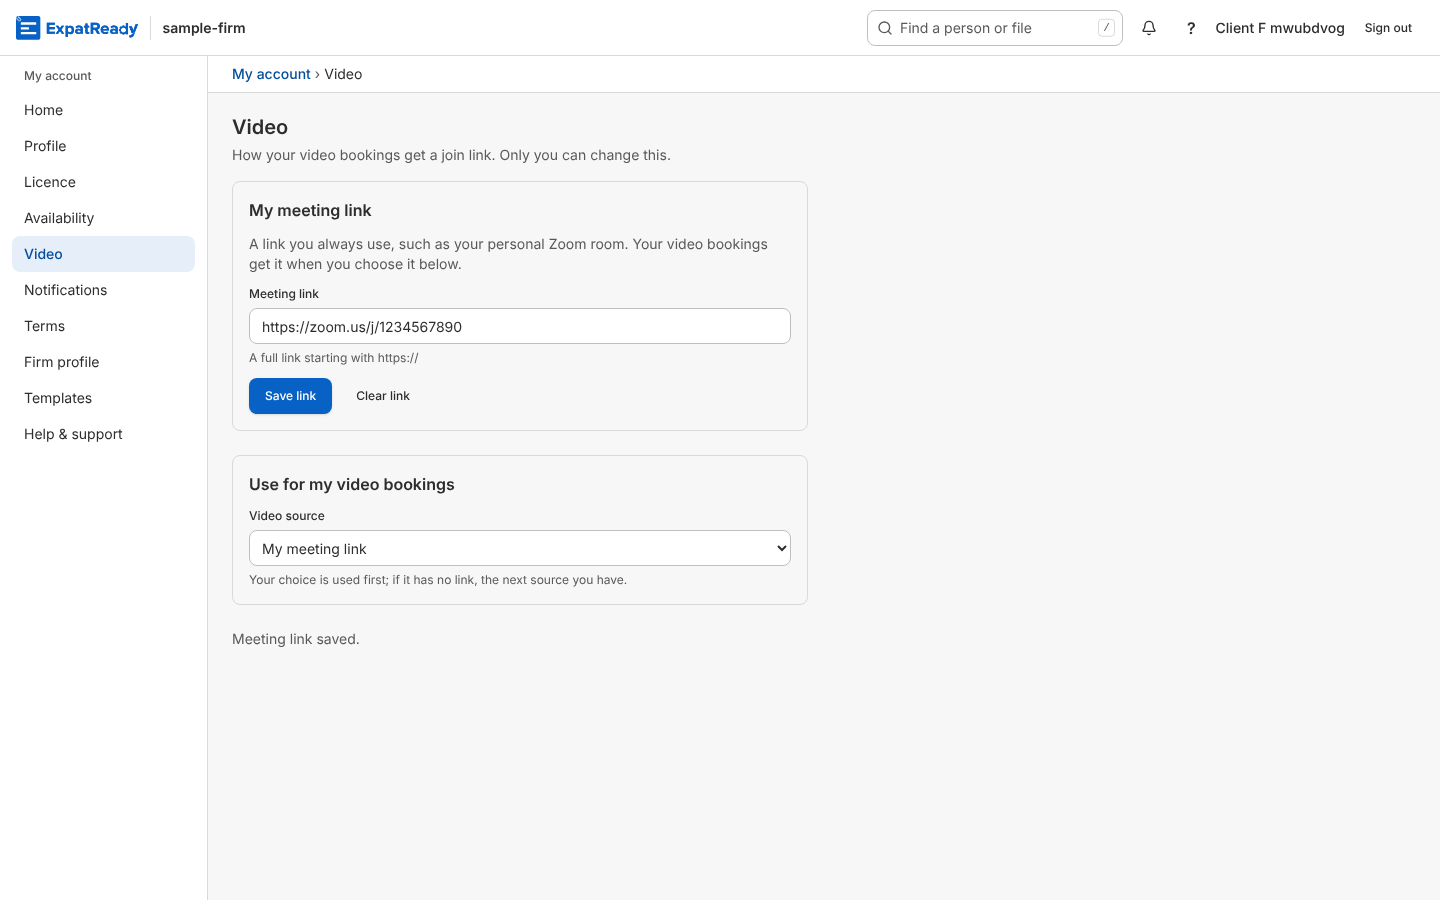 ExpatReady
sample-firm
Find a person or file
/
?
Client F mwubdvog
Sign out
My account
Home
Profile
Licence
Availability
Video
Notifications
Terms
Firm profile
Templates
Help & support
My account › Video
Video
How your video bookings get a join link. Only you can change this.
My meeting link
A link you always use, such as your personal Zoom room. Your video bookings
get it when you choose it below.
Meeting link
https://zoom.us/j/1234567890
A full link starting with https://
Save link
Clear link
Use for my video bookings
Video source
My meeting link
Your choice is used first; if it has no link, the next source you have.
Meeting link saved.